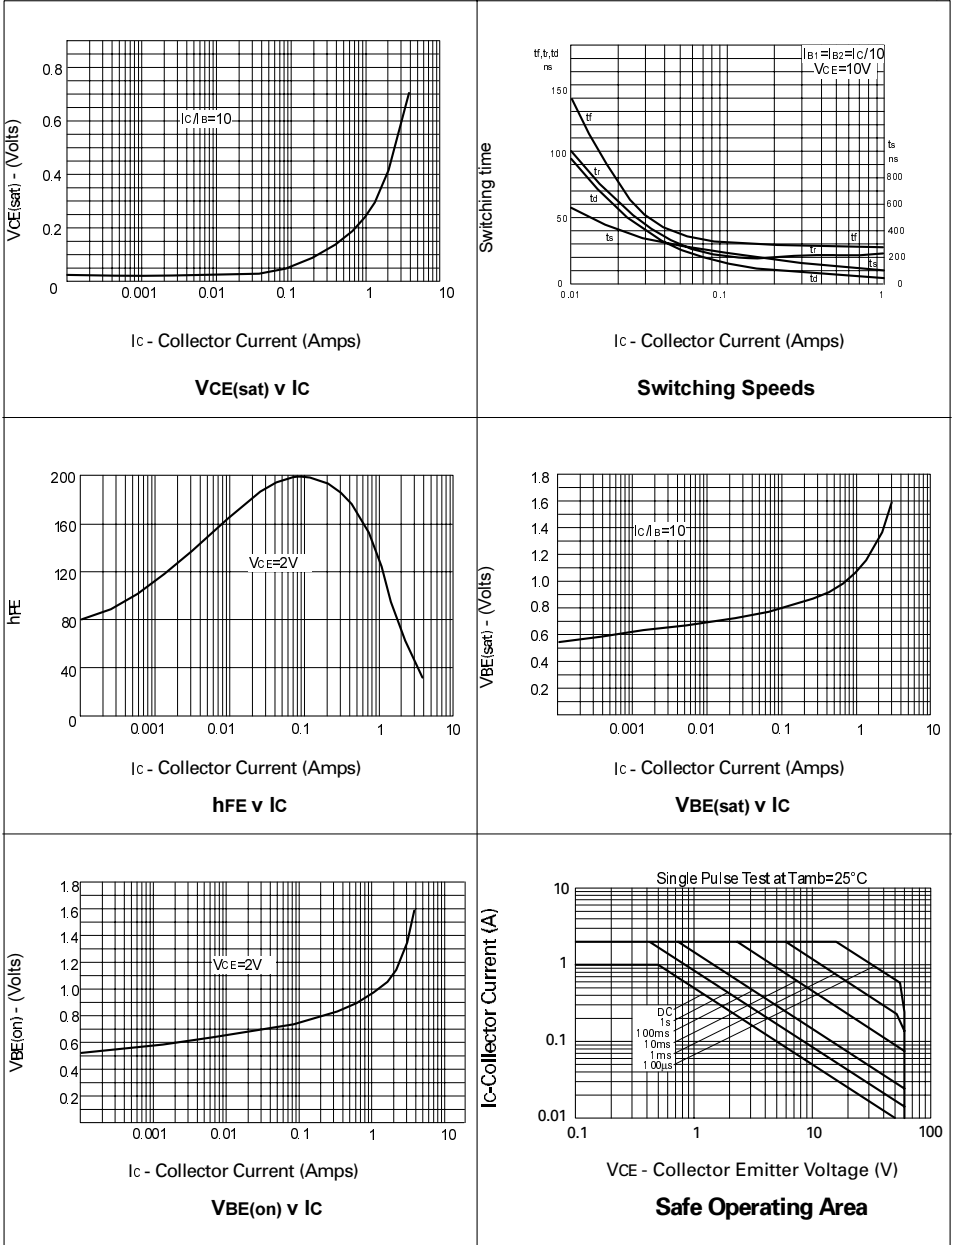 0.8
0.6
0.4
0.2
0
VCE(sat) - (Volts)
IC/IB=10
0.001 0.01 0.1 1 10
IC - Collector Current (Amps)
VCE(sat) v IC
tf,tr,td
ns
150
100
50
0
Switching time
IB1=IB2=IC/10
VCE=10V
tf
tr
td
ts
tf
tr
ts
td
ts
ns
800
600
400
200
0
0.01 0.1 1
IC - Collector Current (Amps)
Switching Speeds
200
160
120
80
40
0
hFE
VCE=2V
0.001 0.01 0.1 1 10
IC - Collector Current (Amps)
hFE v IC
1.8
1.6
1.4
1.2
1.0
0.8
0.6
0.4
0.2
VBE(sat) - (Volts)
IC/IB=10
0.001 0.01 0.1 1 10
IC - Collector Current (Amps)
VBE(sat) v IC
1.8
1.6
1.4
1.2
1.0
0.8
0.6
0.4
0.2
VBE(on) - (Volts)
VCE=2V
0.001 0.01 0.1 1 10
IC - Collector Current (Amps)
VBE(on) v IC
Single Pulse Test at Tamb=25°C
10
1
0.1
0.01
IC-Collector Current (A)
DC
1s
100ms
10ms
1ms
100µs
0.1 1 10 100
VCE - Collector Emitter Voltage (V)
Safe Operating Area